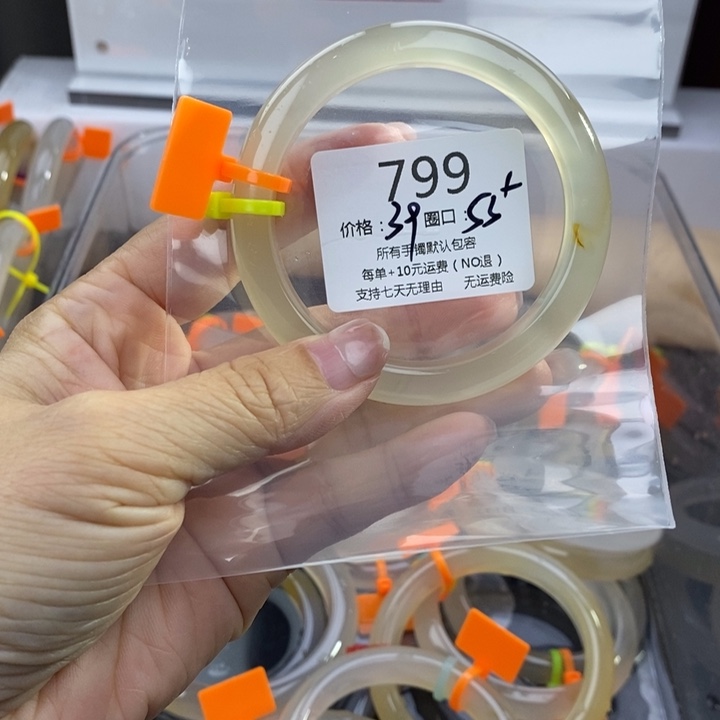 799
价格：39 圈口：55+
所有手镯默认包容
每单+10元运费（NO退）
支持七天无理由 无运费险